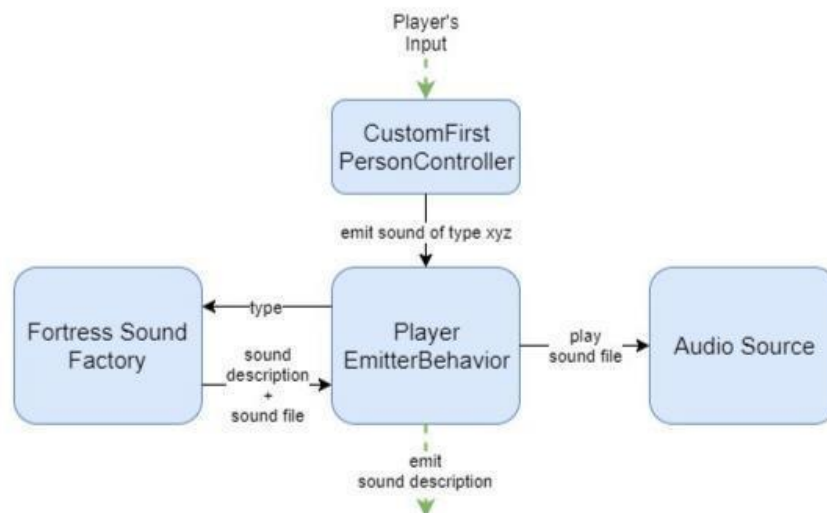 Player's
Input
CustomFirst
PersonController
emit sound of type xyz
Fortress Sound
Factory
type
sound
description
+
sound file
Player
EmitterBehavior
play
sound file
Audio Source
emit
sound description